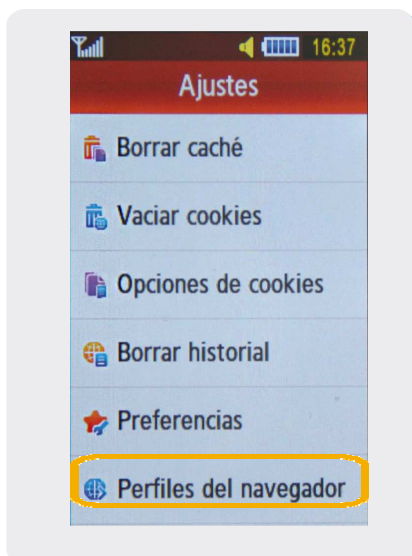 16:37
Ajustes
Borrar caché
Vaciar cookies
Opciones de cookies
Borrar historial
Preferencias
Perfiles del navegador